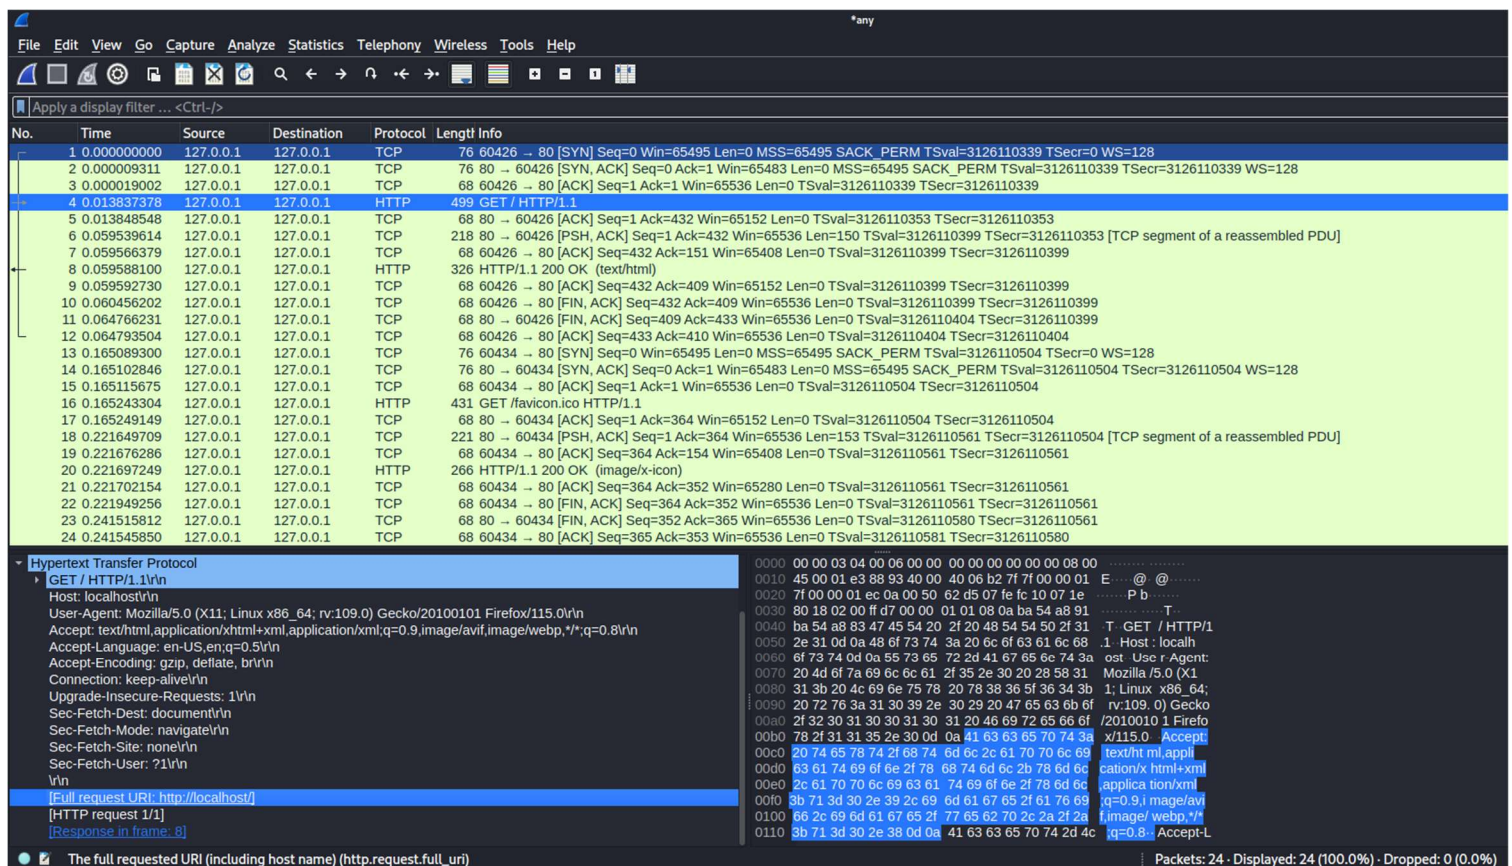 *any
File Edit View Go Capture Analyze Statistics Telephony Wireless Tools Help
Apply a display filter ... <Ctrl-/>
No. Time Source Destination Protocol Length Info
1 0.000000000 127.0.0.1 127.0.0.1 TCP 76 60426 → 80 [SYN] Seq=0 Win=65495 Len=0 MSS=65495 SACK_PERM TSval=3126110339 TSecr=0 WS=128
2 0.000009311 127.0.0.1 127.0.0.1 TCP 76 80 → 60426 [SYN, ACK] Seq=0 Ack=1 Win=65483 Len=0 MSS=65495 SACK_PERM TSval=3126110339 TSecr=3126110339 WS=128
3 0.000019002 127.0.0.1 127.0.0.1 TCP 68 60426 → 80 [ACK] Seq=1 Ack=1 Win=65536 Len=0 TSval=3126110339 TSecr=3126110339
4 0.013837378 127.0.0.1 127.0.0.1 HTTP 499 GET / HTTP/1.1
5 0.013848548 127.0.0.1 127.0.0.1 TCP 68 80 → 60426 [ACK] Seq=1 Ack=432 Win=65152 Len=0 TSval=3126110353 TSecr=3126110353
6 0.059539614 127.0.0.1 127.0.0.1 TCP 218 80 → 60426 [PSH, ACK] Seq=1 Ack=432 Win=65536 Len=150 TSval=3126110399 TSecr=3126110353 [TCP segment of a reassembled PDU]
7 0.059566379 127.0.0.1 127.0.0.1 TCP 68 60426 → 80 [ACK] Seq=432 Ack=151 Win=65408 Len=0 TSval=3126110399 TSecr=3126110399
8 0.059588100 127.0.0.1 127.0.0.1 HTTP 326 HTTP/1.1 200 OK (text/html)
9 0.059592730 127.0.0.1 127.0.0.1 TCP 68 60426 → 80 [ACK] Seq=432 Ack=409 Win=65152 Len=0 TSval=3126110399 TSecr=3126110399
10 0.060456202 127.0.0.1 127.0.0.1 TCP 68 60426 → 80 [FIN, ACK] Seq=432 Ack=409 Win=65536 Len=0 TSval=3126110399 TSecr=3126110399
11 0.064766231 127.0.0.1 127.0.0.1 TCP 68 80 → 60426 [FIN, ACK] Seq=409 Ack=433 Win=65536 Len=0 TSval=3126110404 TSecr=3126110399
12 0.064793504 127.0.0.1 127.0.0.1 TCP 68 60426 → 80 [ACK] Seq=433 Ack=410 Win=65536 Len=0 TSval=3126110404 TSecr=3126110404
13 0.165089300 127.0.0.1 127.0.0.1 TCP 76 60434 → 80 [SYN] Seq=0 Win=65495 Len=0 MSS=65495 SACK_PERM TSval=3126110504 TSecr=0 WS=128
14 0.165102846 127.0.0.1 127.0.0.1 TCP 76 80 → 60434 [SYN, ACK] Seq=0 Ack=1 Win=65483 Len=0 MSS=65495 SACK_PERM TSval=3126110504 TSecr=3126110504 WS=128
15 0.165115675 127.0.0.1 127.0.0.1 TCP 68 60434 → 80 [ACK] Seq=1 Ack=1 Win=65536 Len=0 TSval=3126110504 TSecr=3126110504
16 0.165243304 127.0.0.1 127.0.0.1 HTTP 431 GET /favicon.ico HTTP/1.1
17 0.165249149 127.0.0.1 127.0.0.1 TCP 68 80 → 60434 [ACK] Seq=1 Ack=364 Win=65152 Len=0 TSval=3126110504 TSecr=3126110504
18 0.221649709 127.0.0.1 127.0.0.1 TCP 221 80 → 60434 [PSH, ACK] Seq=1 Ack=364 Win=65536 Len=153 TSval=3126110561 TSecr=3126110504 [TCP segment of a reassembled PDU]
19 0.221676286 127.0.0.1 127.0.0.1 TCP 68 60434 → 80 [ACK] Seq=364 Ack=154 Win=65408 Len=0 TSval=3126110561 TSecr=3126110561
20 0.221697249 127.0.0.1 127.0.0.1 HTTP 266 HTTP/1.1 200 OK (image/x-icon)
21 0.221702154 127.0.0.1 127.0.0.1 TCP 68 60434 → 80 [ACK] Seq=364 Ack=352 Win=65280 Len=0 TSval=3126110561 TSecr=3126110561
22 0.221949256 127.0.0.1 127.0.0.1 TCP 68 60434 → 80 [FIN, ACK] Seq=364 Ack=352 Win=65536 Len=0 TSval=3126110561 TSecr=3126110561
23 0.241515812 127.0.0.1 127.0.0.1 TCP 68 80 → 60434 [FIN, ACK] Seq=352 Ack=365 Win=65536 Len=0 TSval=3126110580 TSecr=3126110561
24 0.241545850 127.0.0.1 127.0.0.1 TCP 68 60434 → 80 [ACK] Seq=365 Ack=353 Win=65536 Len=0 TSval=3126110581 TSecr=3126110580
Hypertext Transfer Protocol
GET / HTTP/1.1\r\n
Host: localhost\r\n
User-Agent: Mozilla/5.0 (X11; Linux x86_64; rv:109.0) Gecko/20100101 Firefox/115.0\r\n
Accept: text/html,application/xhtml+xml,application/xml;q=0.9,image/avif,image/webp,*/*;q=0.8\r\n
Accept-Language: en-US,en;q=0.5\r\n
Accept-Encoding: gzip, deflate, br\r\n
Connection: keep-alive\r\n
Upgrade-Insecure-Requests: 1\r\n
Sec-Fetch-Dest: document\r\n
Sec-Fetch-Mode: navigate\r\n
Sec-Fetch-Site: none\r\n
Sec-Fetch-User: ?1\r\n
\r\n
[Full request URI: http://localhost/]
[HTTP request 1/1]
[Response in frame: 8]
0000 00 00 03 04 00 06 00 00 00 00 00 00 00 00 08 00 ········ ········
0010 45 00 01 e3 88 93 40 00 40 06 b2 7f 7f 00 00 01 E·····@· @·······
0020 7f 00 00 01 ec 0a 00 50 62 d5 07 fe fc 10 07 1e ·······P b·······
0030 80 18 02 00 ff d7 00 00 01 01 08 0a ba 54 a8 91 ········ ·····T··
0040 ba 54 a8 83 47 45 54 20 2f 20 48 54 54 50 2f 31 ·T··GET / HTTP/1
0050 2e 31 0d 0a 48 6f 73 74 3a 20 6c 6f 63 61 6c 68 .1··Host : localh
0060 6f 73 74 0d 0a 55 73 65 72 2d 41 67 65 6e 74 3a ost··Use r-Agent:
0070 20 4d 6f 7a 69 6c 6c 61 2f 35 2e 30 20 28 58 31 Mozilla /5.0 (X1
0080 31 3b 20 4c 69 6e 75 78 20 78 38 36 5f 36 34 3b 1; Linux x86_64;
0090 20 72 76 3a 31 30 39 2e 30 29 20 47 65 63 6b 6f rv:109. 0) Gecko
00a0 2f 32 30 31 30 30 31 30 31 20 46 69 72 65 66 6f /2010010 1 Firefo
00b0 78 2f 31 31 35 2e 30 0d 0a 41 63 63 65 70 74 3a x/115.0· ·Accept:
00c0 20 74 65 78 74 2f 68 74 6d 6c 2c 61 70 70 6c 69 text/ht ml,appli
00d0 63 61 74 69 6f 6e 2f 78 68 74 6d 6c 2b 78 6d 6c cation/x html+xml
00e0 2c 61 70 70 6c 69 63 61 74 69 6f 6e 2f 78 6d 6c ,applica tion/xml
00f0 3b 71 3d 30 2e 39 2c 69 6d 61 67 65 2f 61 76 69 ;q=0.9,i mage/avi
0100 66 2c 69 6d 61 67 65 2f 77 65 62 70 2c 2a 2f 2a f,image/ webp,*/*
0110 3b 71 3d 30 2e 38 0d 0a 41 63 63 65 70 74 2d 4c ;q=0.8·· Accept-L
The full requested URI (including host name) (http.request.full_uri)
Packets: 24 · Displayed: 24 (100.0%) · Dropped: 0 (0.0%)